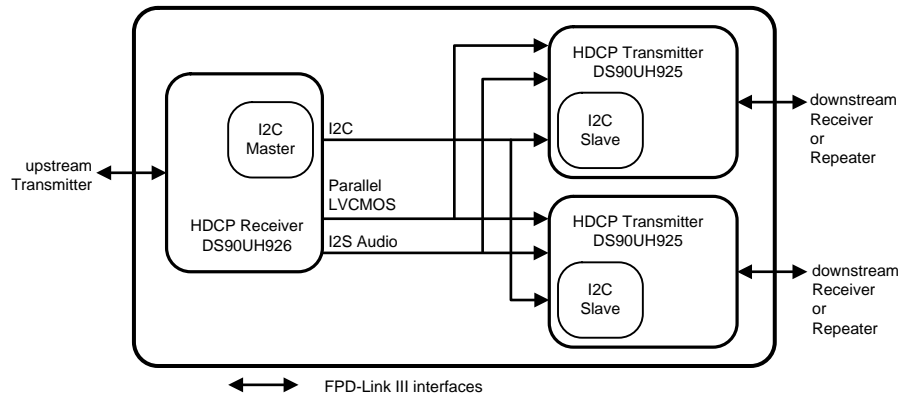 upstream
Transmitter
I2C
Master
HDCP Receiver
DS90UH926
I2C
Parallel
LVCMOS
I2S Audio
HDCP Transmitter
DS90UH925
I2C
Slave
downstream
Receiver
or
Repeater
HDCP Transmitter
DS90UH925
I2C
Slave
downstream
Receiver
or
Repeater
FPD-Link III interfaces